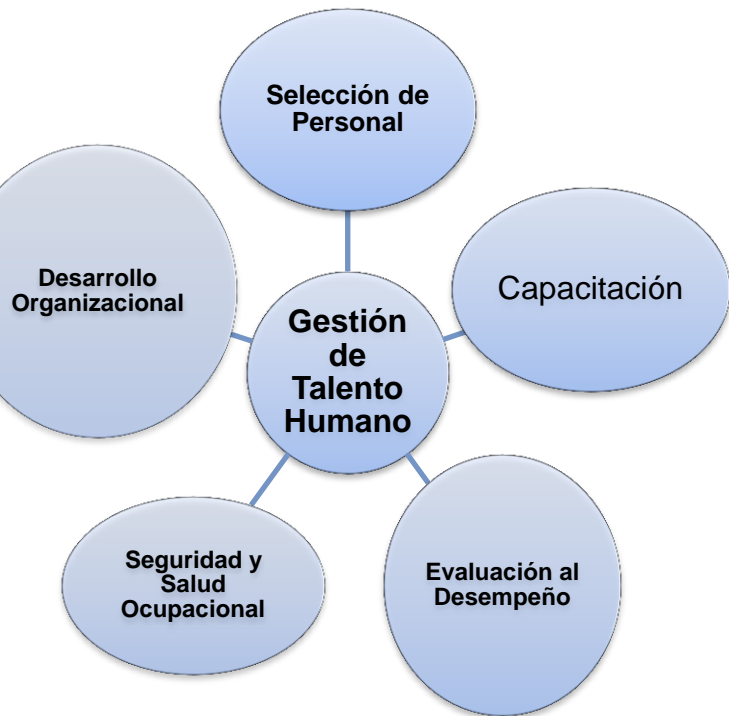 Selección de
Personal
Capacitación
Desarrollo
Organizacional
Gestión
de
Talento
Humano
Seguridad y
Salud
Ocupacional
Evaluación al
Desempeño